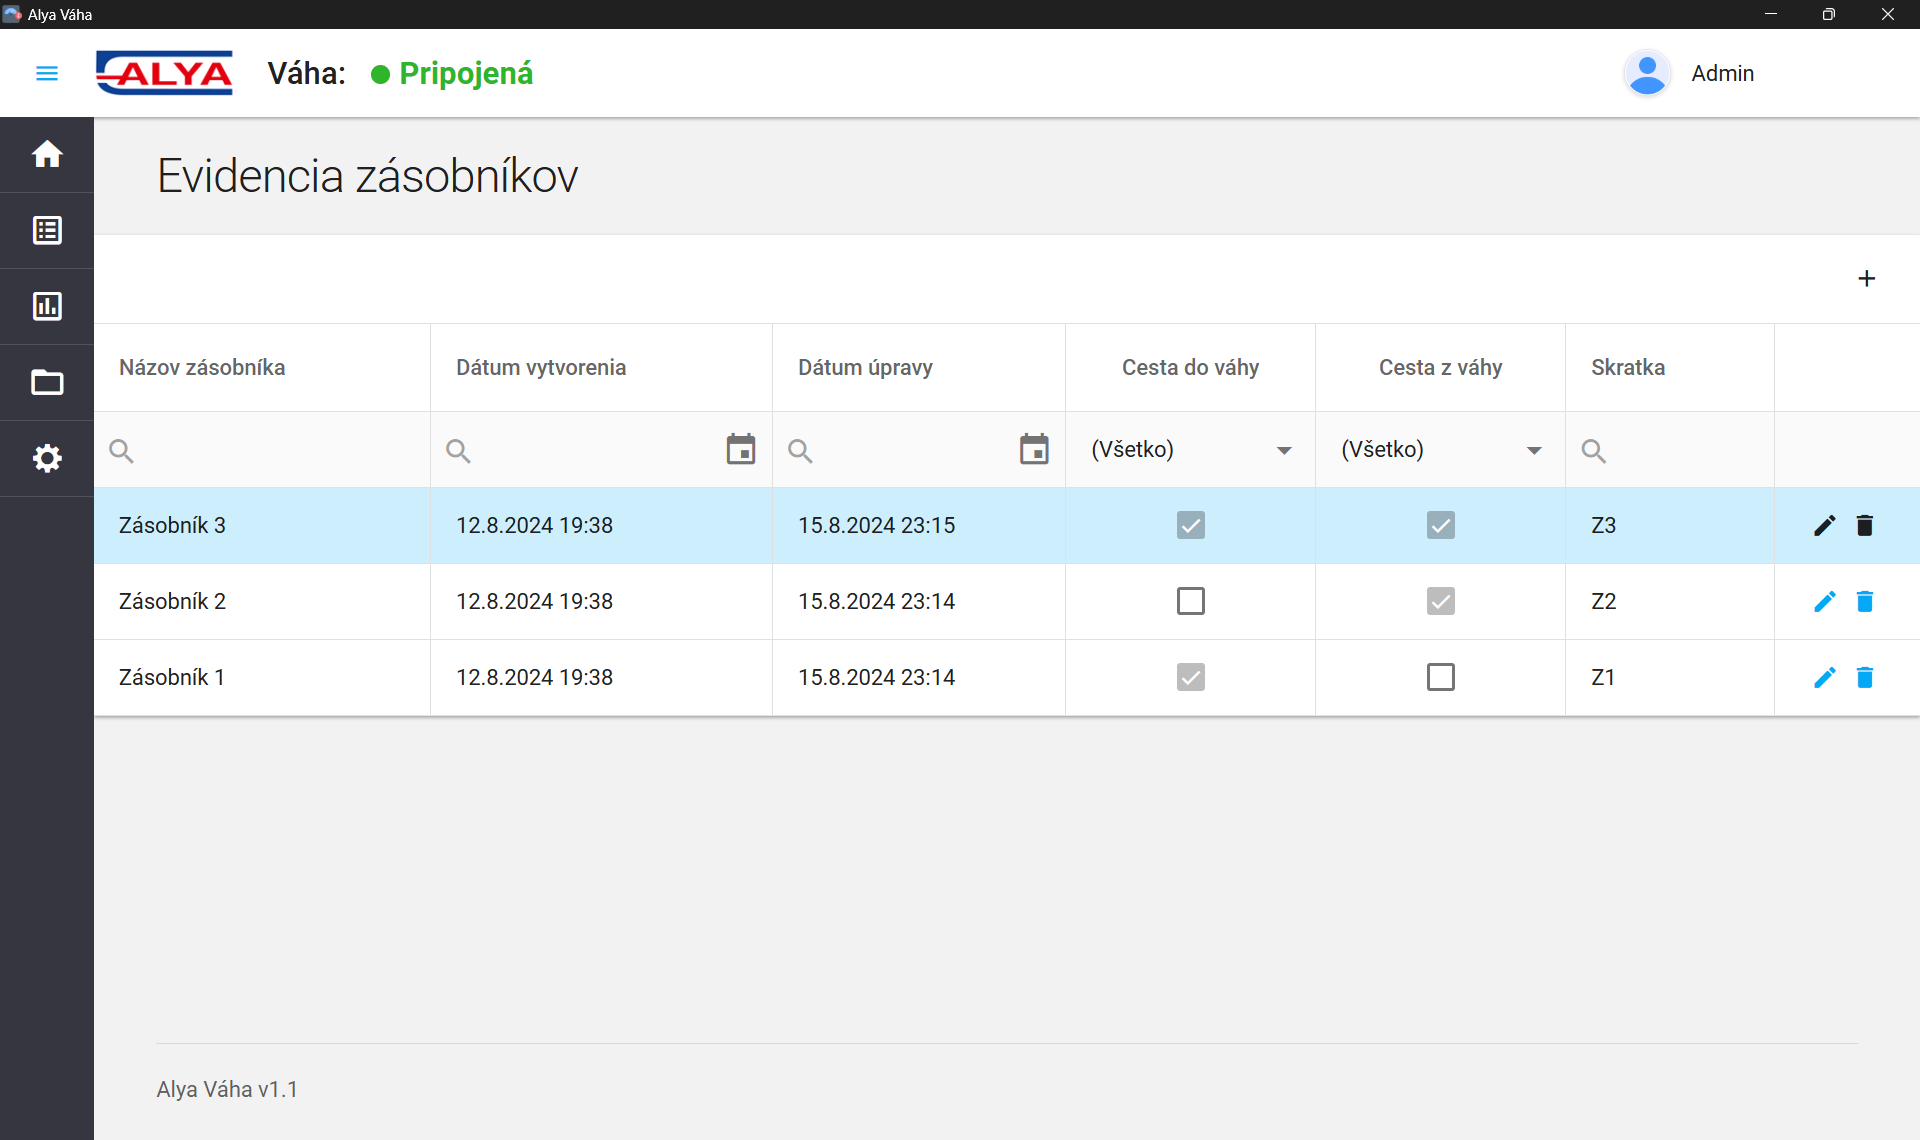 Alya Váha
ALYA Váha: Pripojená Admin
Evidencia zásobníkov
Názov zásobníka Dátum vytvorenia Dátum úpravy Cesta do váhy Cesta z váhy Skratka
(Všetko) (Všetko)
Zásobník 3 12.8.2024 19:38 15.8.2024 23:15 Z3
Zásobník 2 12.8.2024 19:38 15.8.2024 23:14 Z2
Zásobník 1 12.8.2024 19:38 15.8.2024 23:14 Z1
Alya Váha v1.1